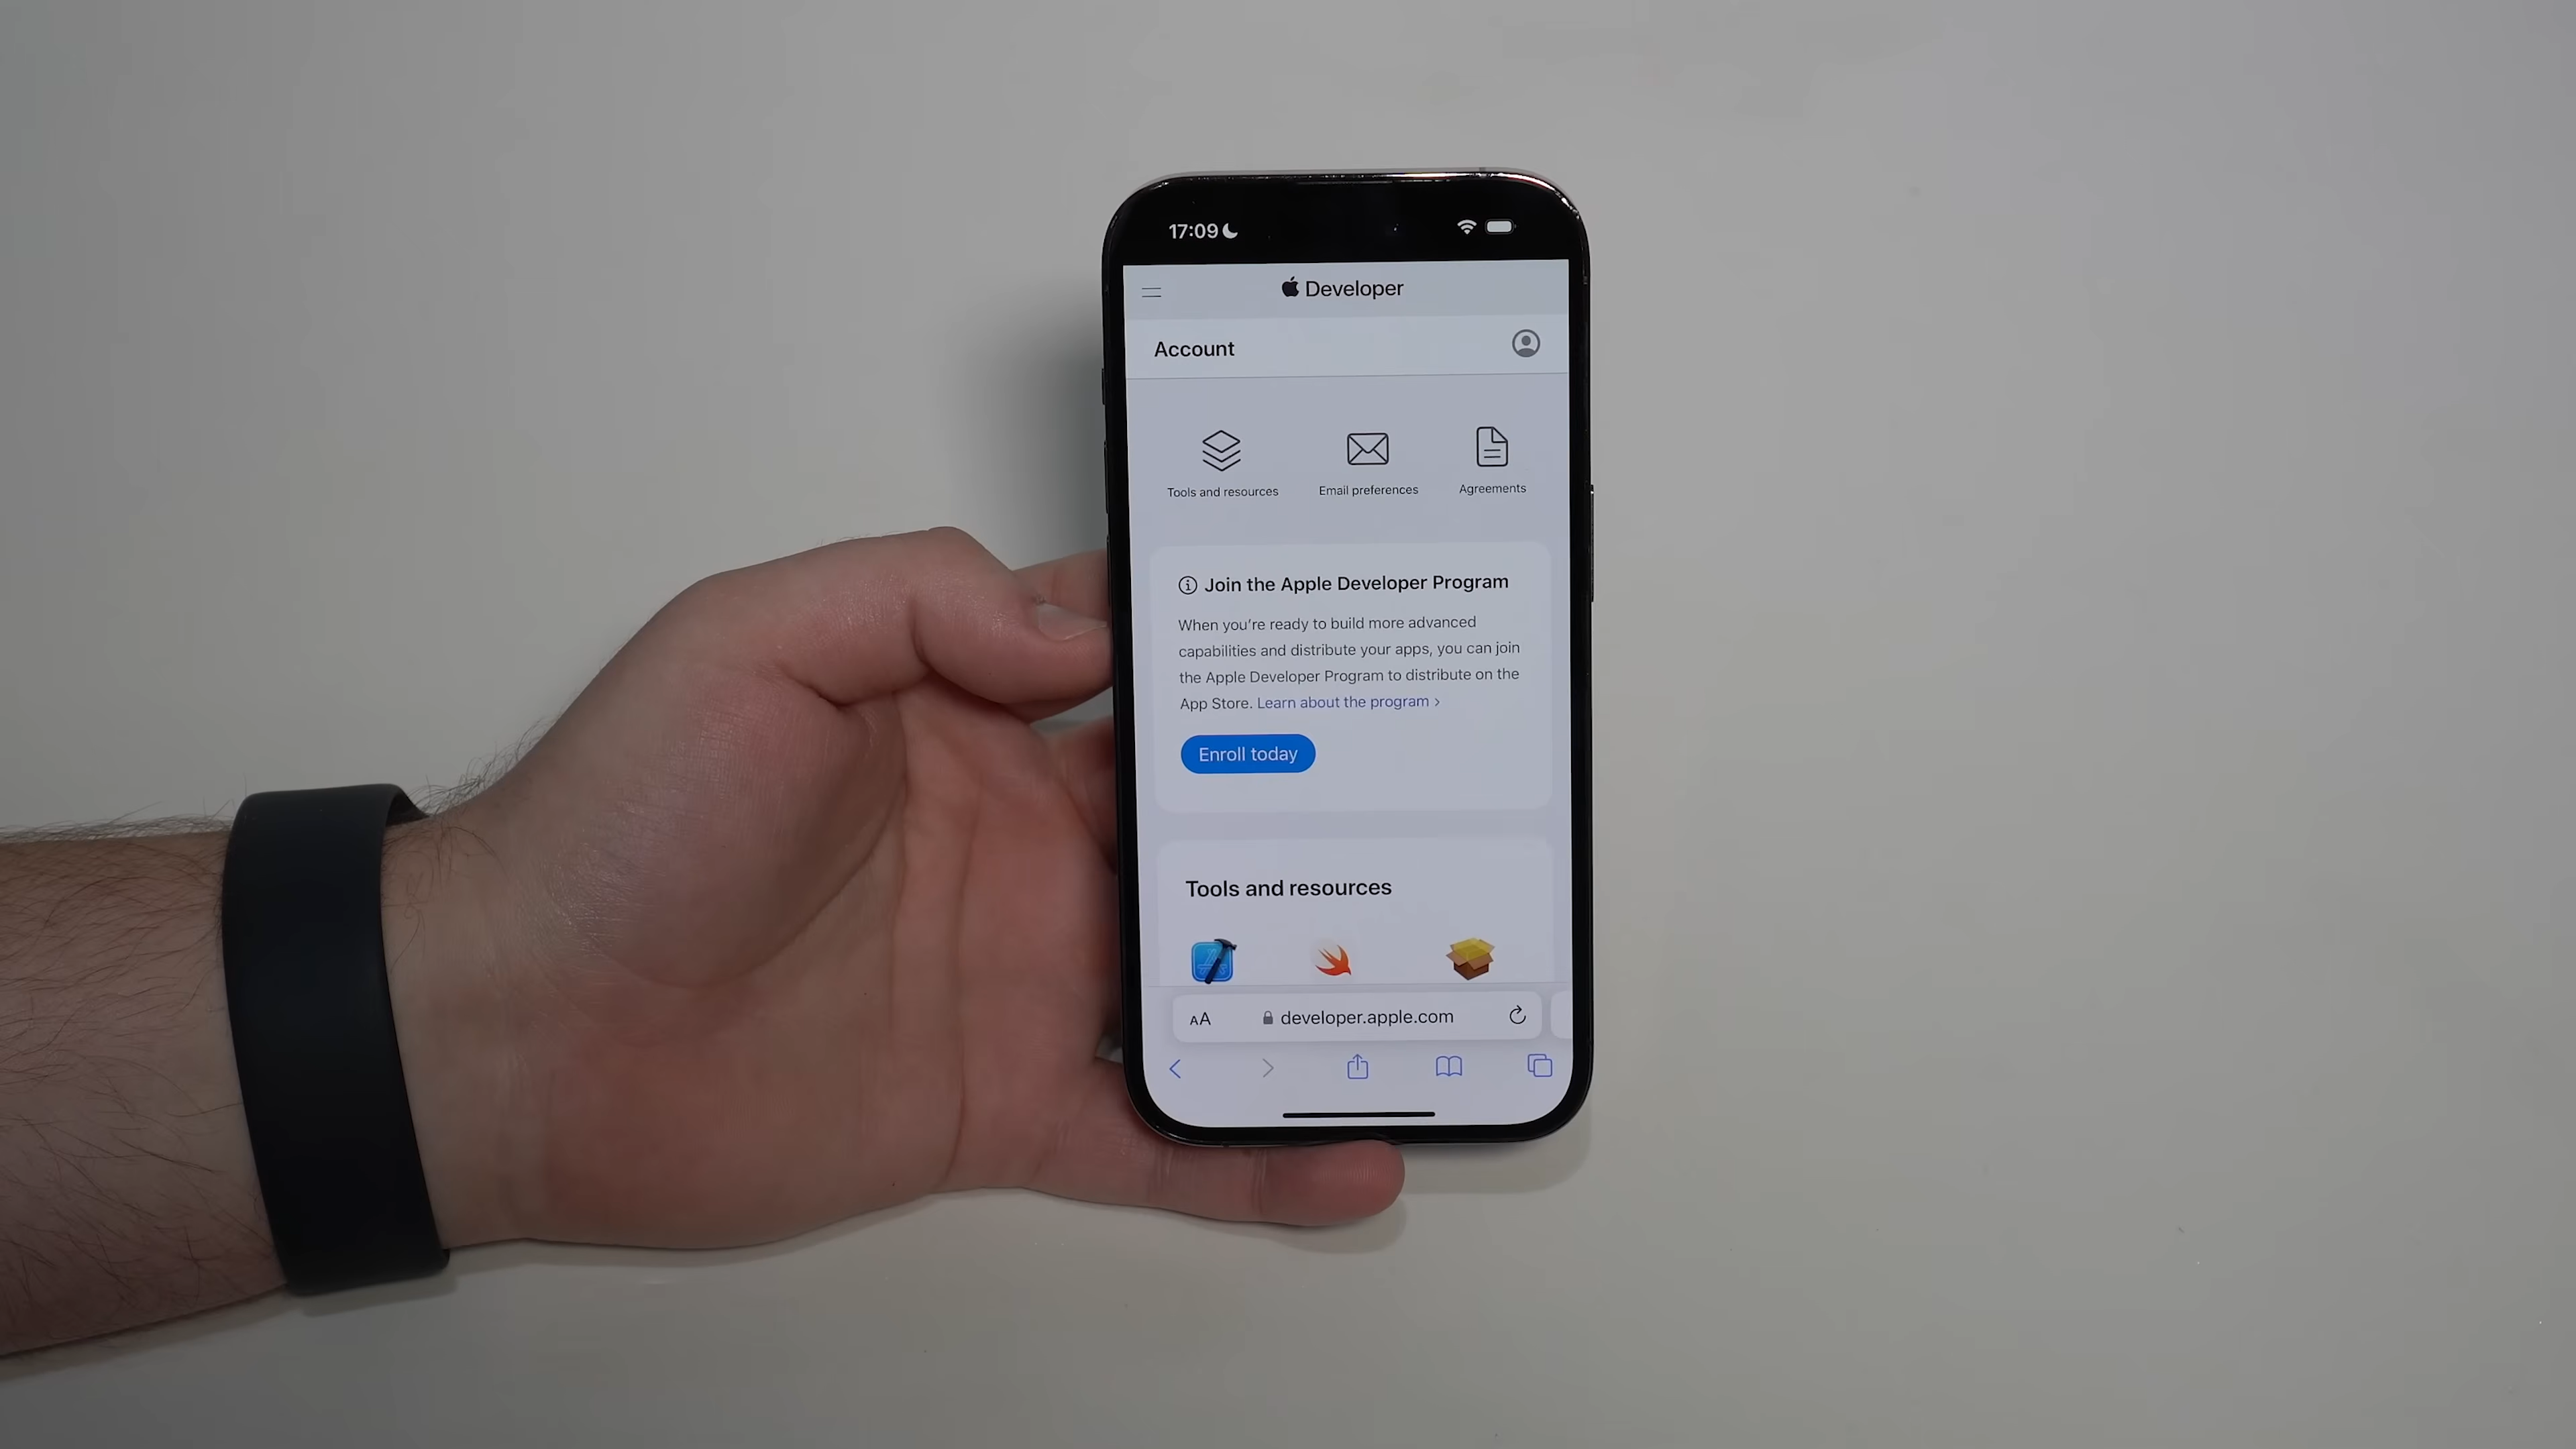 17:09
Developer
Account
Tools and resources
Email preferences
Agreements
Join the Apple Developer Program
When you're ready to build more advanced
capabilities and distribute your apps, you can join
the Apple Developer Program to distribute on the
App Store. Learn about the program >
Enroll today
Tools and resources
AA
developer.apple.com